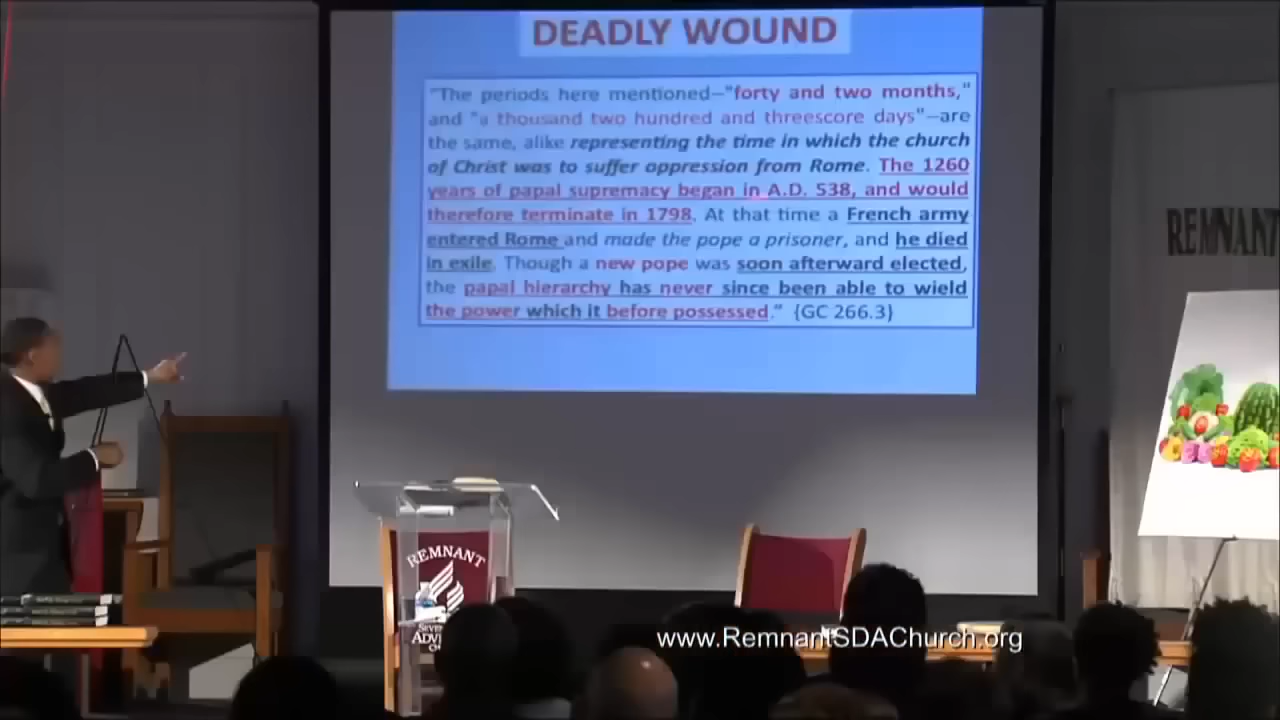 DEADLY WOUND
"The periods here mentioned—"forty and two months,"
and "a thousand two hundred and threescore days"—are
the same, alike representing the time in which the church
of Christ was to suffer oppression from Rome. The 1260
years of papal supremacy began in A.D. 538, and would
therefore terminate in 1798. At that time a French army
entered Rome and made the pope a prisoner, and he died
in exile. Though a new pope was soon afterward elected,
the papal hierarchy has never since been able to wield
the power which it before possessed." {GC 266.3}
REMNANT
REMNANT
www.RemnantSDAChurch.org